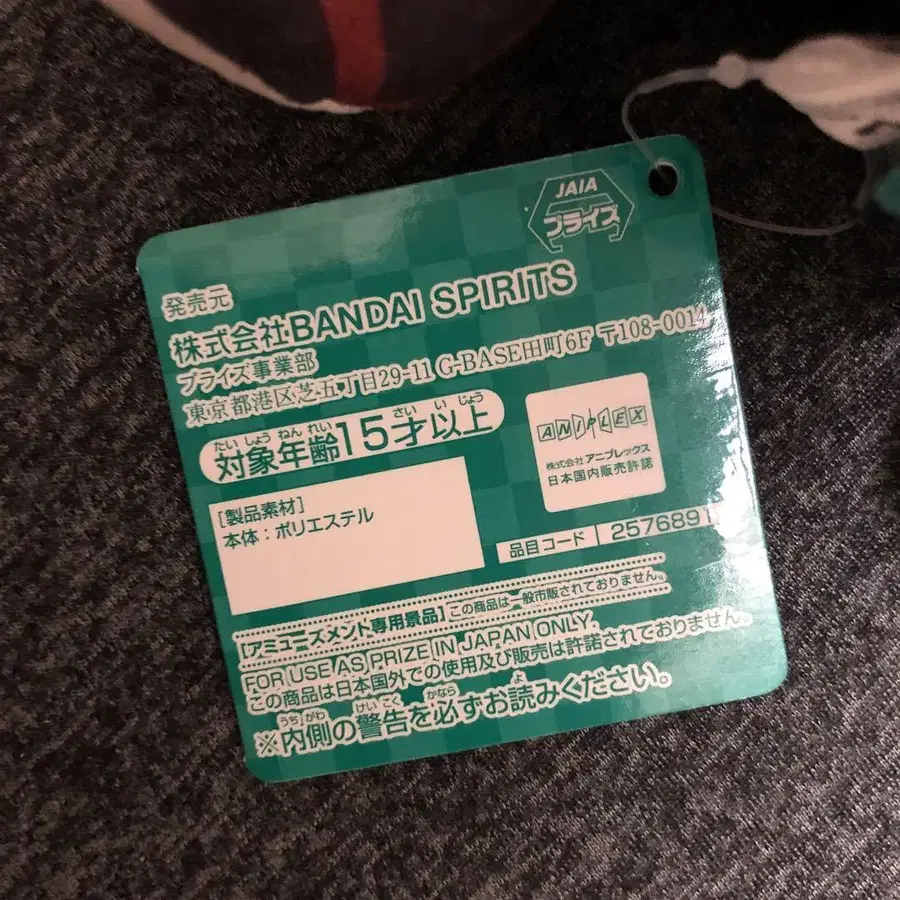 JAIA
プライズ
発売元
株式会社BANDAI SPIRITS
プライズ事業部
東京都港区芝五丁目29-11 G-BASE田町6F 〒108-0014
たいしょうねんれい さいいじょう
対象年齢15才以上
ANIPLEX
株式会社アニプレックス
日本国内販売許諾
[製品素材]
本体:ポリエステル
品目コード 257689
[アミューズメント専用景品] この商品は一般市販されておりません。
FOR USE AS PRIZE IN JAPAN ONLY.
この商品は日本国外での使用及び販売は許諾されておりません。
うちがわ けいこく かなら よ
※内側の警告を必ずお読みください。